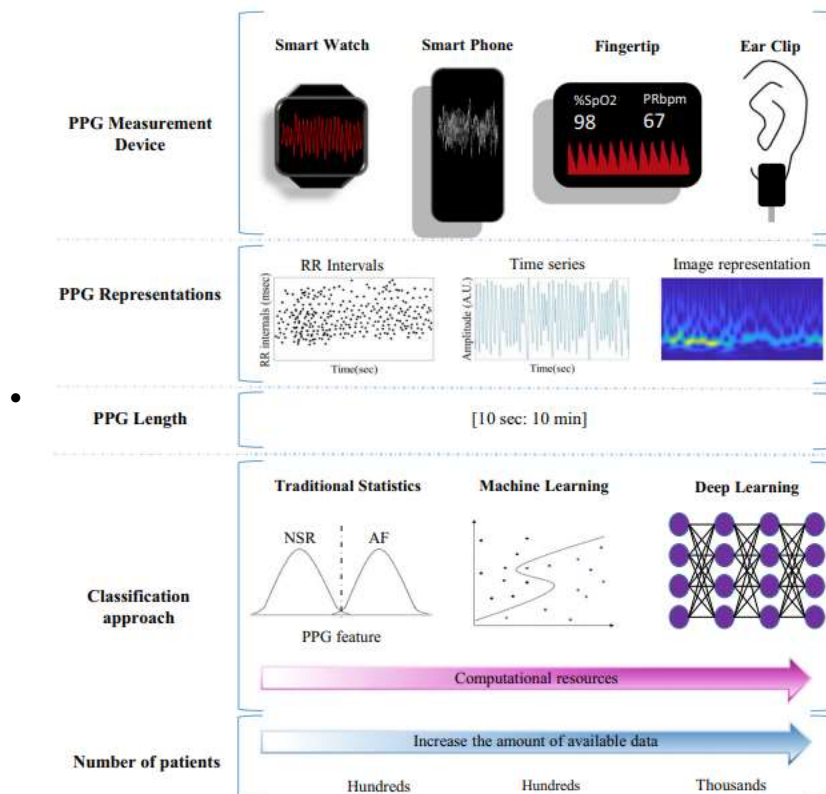 Smart Watch
Smart Phone
Fingertip
Ear Clip
PPG Measurement
Device
%SpO2
PRbpm
98
67
PPG Representations
RR Intervals
Time series
Image representation
RR internals (msec)
Amplitude (A.U.)
Time(sec)
Time(sec)
PPG Length
[10 sec: 10 min]
Traditional Statistics
Machine Learning
Deep Learning
NSR
AF
Classification
approach
PPG feature
Computational resources
Increase the amount of available data
Number of patients
Hundreds
Hundreds
Thousands